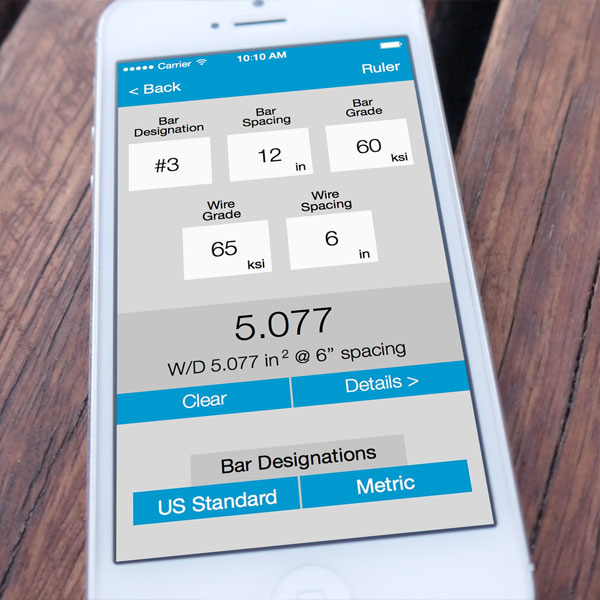 Carrier 10:10 AM
< Back Ruler
Bar
Designation
Bar
Spacing
Bar
Grade
#3
12 in
60 ksi
Wire
Grade
Wire
Spacing
65 ksi
6 in
5.077
W/D 5.077 in² @ 6” spacing
Clear Details >
Bar Designations
US Standard Metric